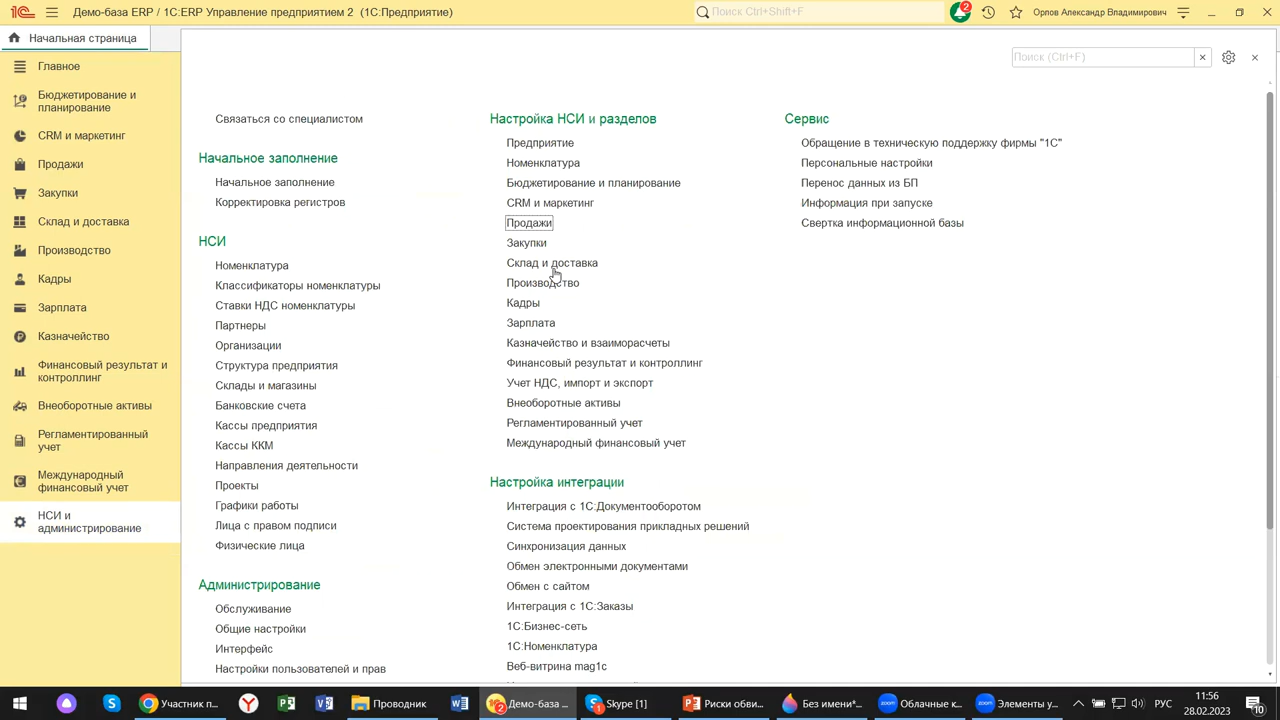 Демо-база ERP / 1С:ERP Управление предприятием 2 (1С:Предприятие)
Поиск Ctrl+Shift+F
2
Орлов Александр Владимирович
Начальная страница
Главное
Бюджетирование и
планирование
CRM и маркетинг
Продажи
Закупки
Склад и доставка
Производство
Кадры
Зарплата
Казначейство
Финансовый результат и
контроллинг
Внеоборотные активы
Регламентированный
учет
Международный
финансовый учет
НСИ и
администрирование
Поиск (Ctrl+F)
Связаться со специалистом
Начальное заполнение
Начальное заполнение
Корректировка регистров
НСИ
Номенклатура
Классификаторы номенклатуры
Ставки НДС номенклатуры
Партнеры
Организации
Структура предприятия
Склады и магазины
Банковские счета
Кассы предприятия
Кассы ККМ
Направления деятельности
Проекты
Графики работы
Лица с правом подписи
Физические лица
Администрирование
Обслуживание
Общие настройки
Интерфейс
Настройки пользователей и прав
Настройка НСИ и разделов
Предприятие
Номенклатура
Бюджетирование и планирование
CRM и маркетинг
Продажи
Закупки
Склад и доставка
Производство
Кадры
Зарплата
Казначейство и взаиморасчеты
Финансовый результат и контроллинг
Учет НДС, импорт и экспорт
Внеоборотные активы
Регламентированный учет
Международный финансовый учет
Настройка интеграции
Интеграция с 1С:Документооборотом
Система проектирования прикладных решений
Синхронизация данных
Обмен электронными документами
Обмен с сайтом
Интеграция с 1С:Заказы
1С:Бизнес-сеть
1С:Номенклатура
Веб-витрина mag1c
Сервис
Обращение в техническую поддержку фирмы "1С"
Персональные настройки
Перенос данных из БП
Информация при запуске
Свертка информационной базы
Участник п...
Проводник
Демо-база ...
Skype [1]
Риски обви...
Без имени*...
Облачные к...
Элементы у...
РУС
11:56
28.02.2023
10